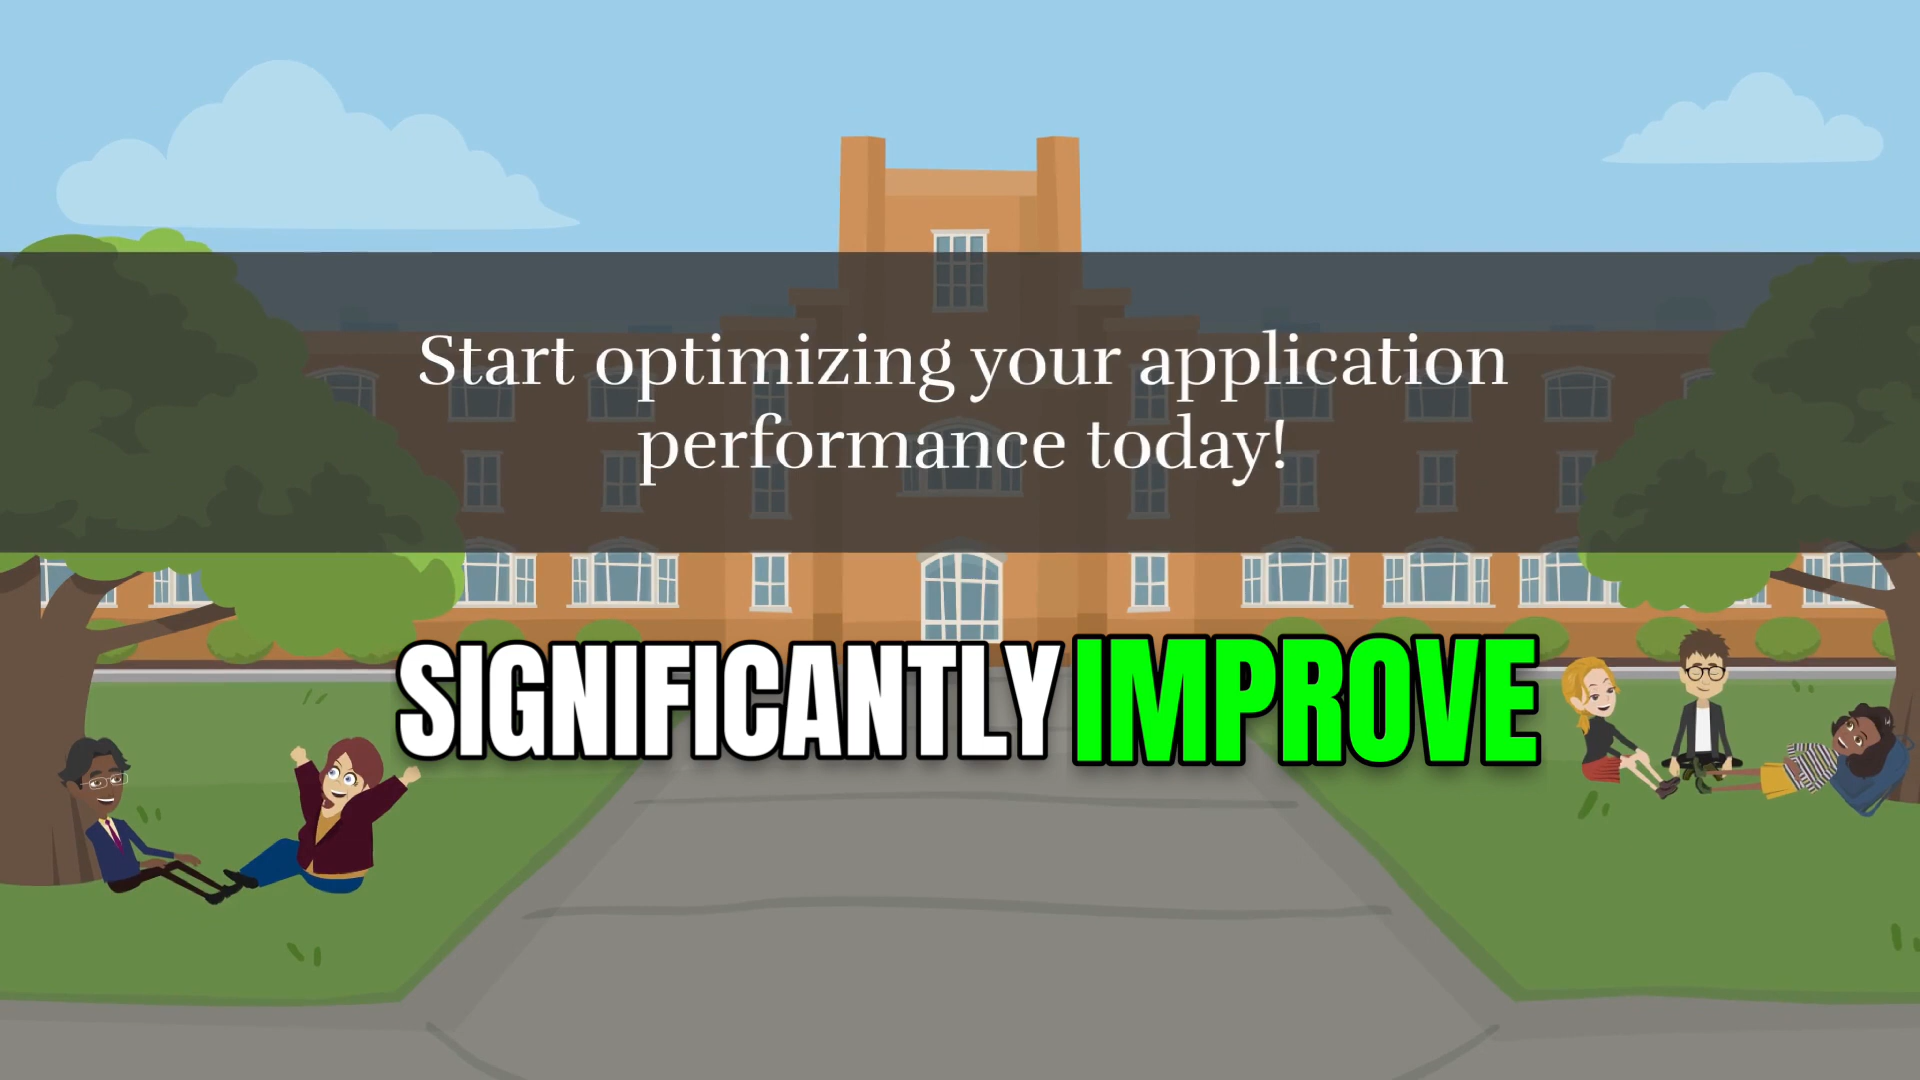 Start optimizing your application
performance today!
SIGNIFICANTLY IMPROVE